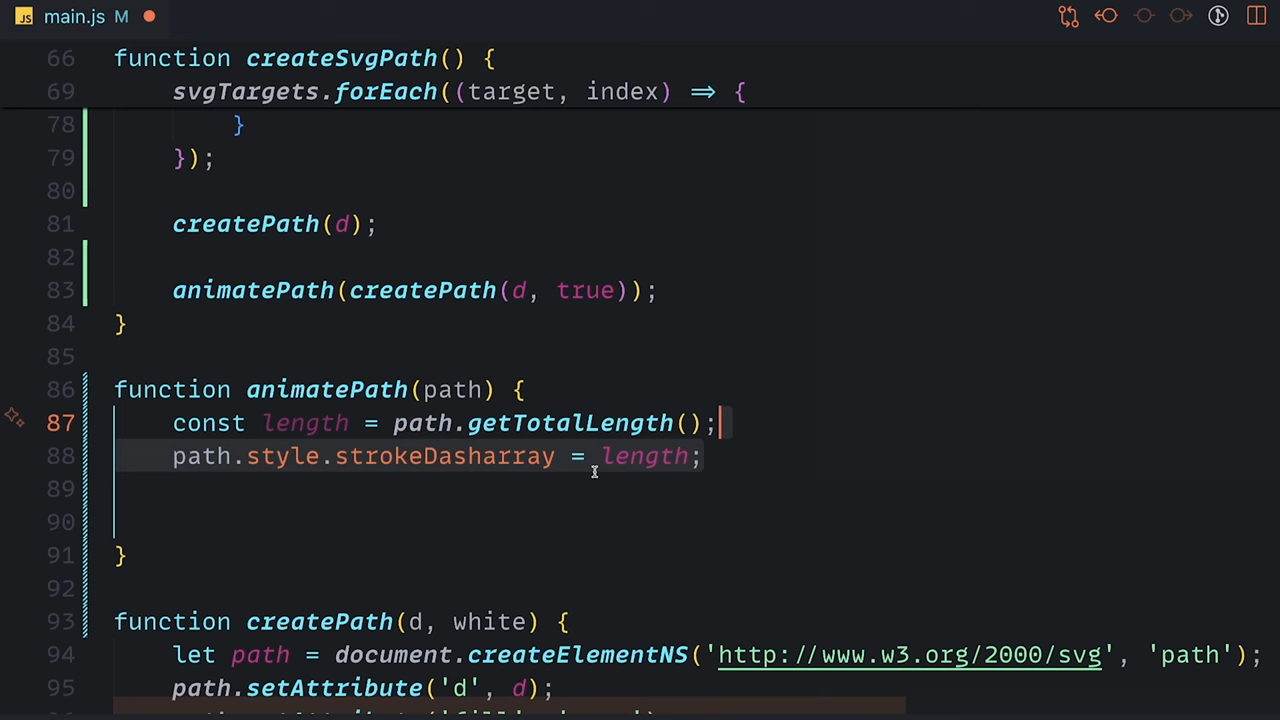 JS main.js M
66 function createSvgPath() {
69 svgTargets.forEach((target, index) ⇒ {
78 }
79 });
80
81 createPath(d);
82
83 animatePath(createPath(d, true));
84 }
85
86 function animatePath(path) {
87 const length = path.getTotalLength();
88 path.style.strokeDasharray = length;
89
90
91 }
92
93 function createPath(d, white) {
94 let path = document.createElementNS('http://www.w3.org/2000/svg', 'path');
95 path.setAttribute('d', d);